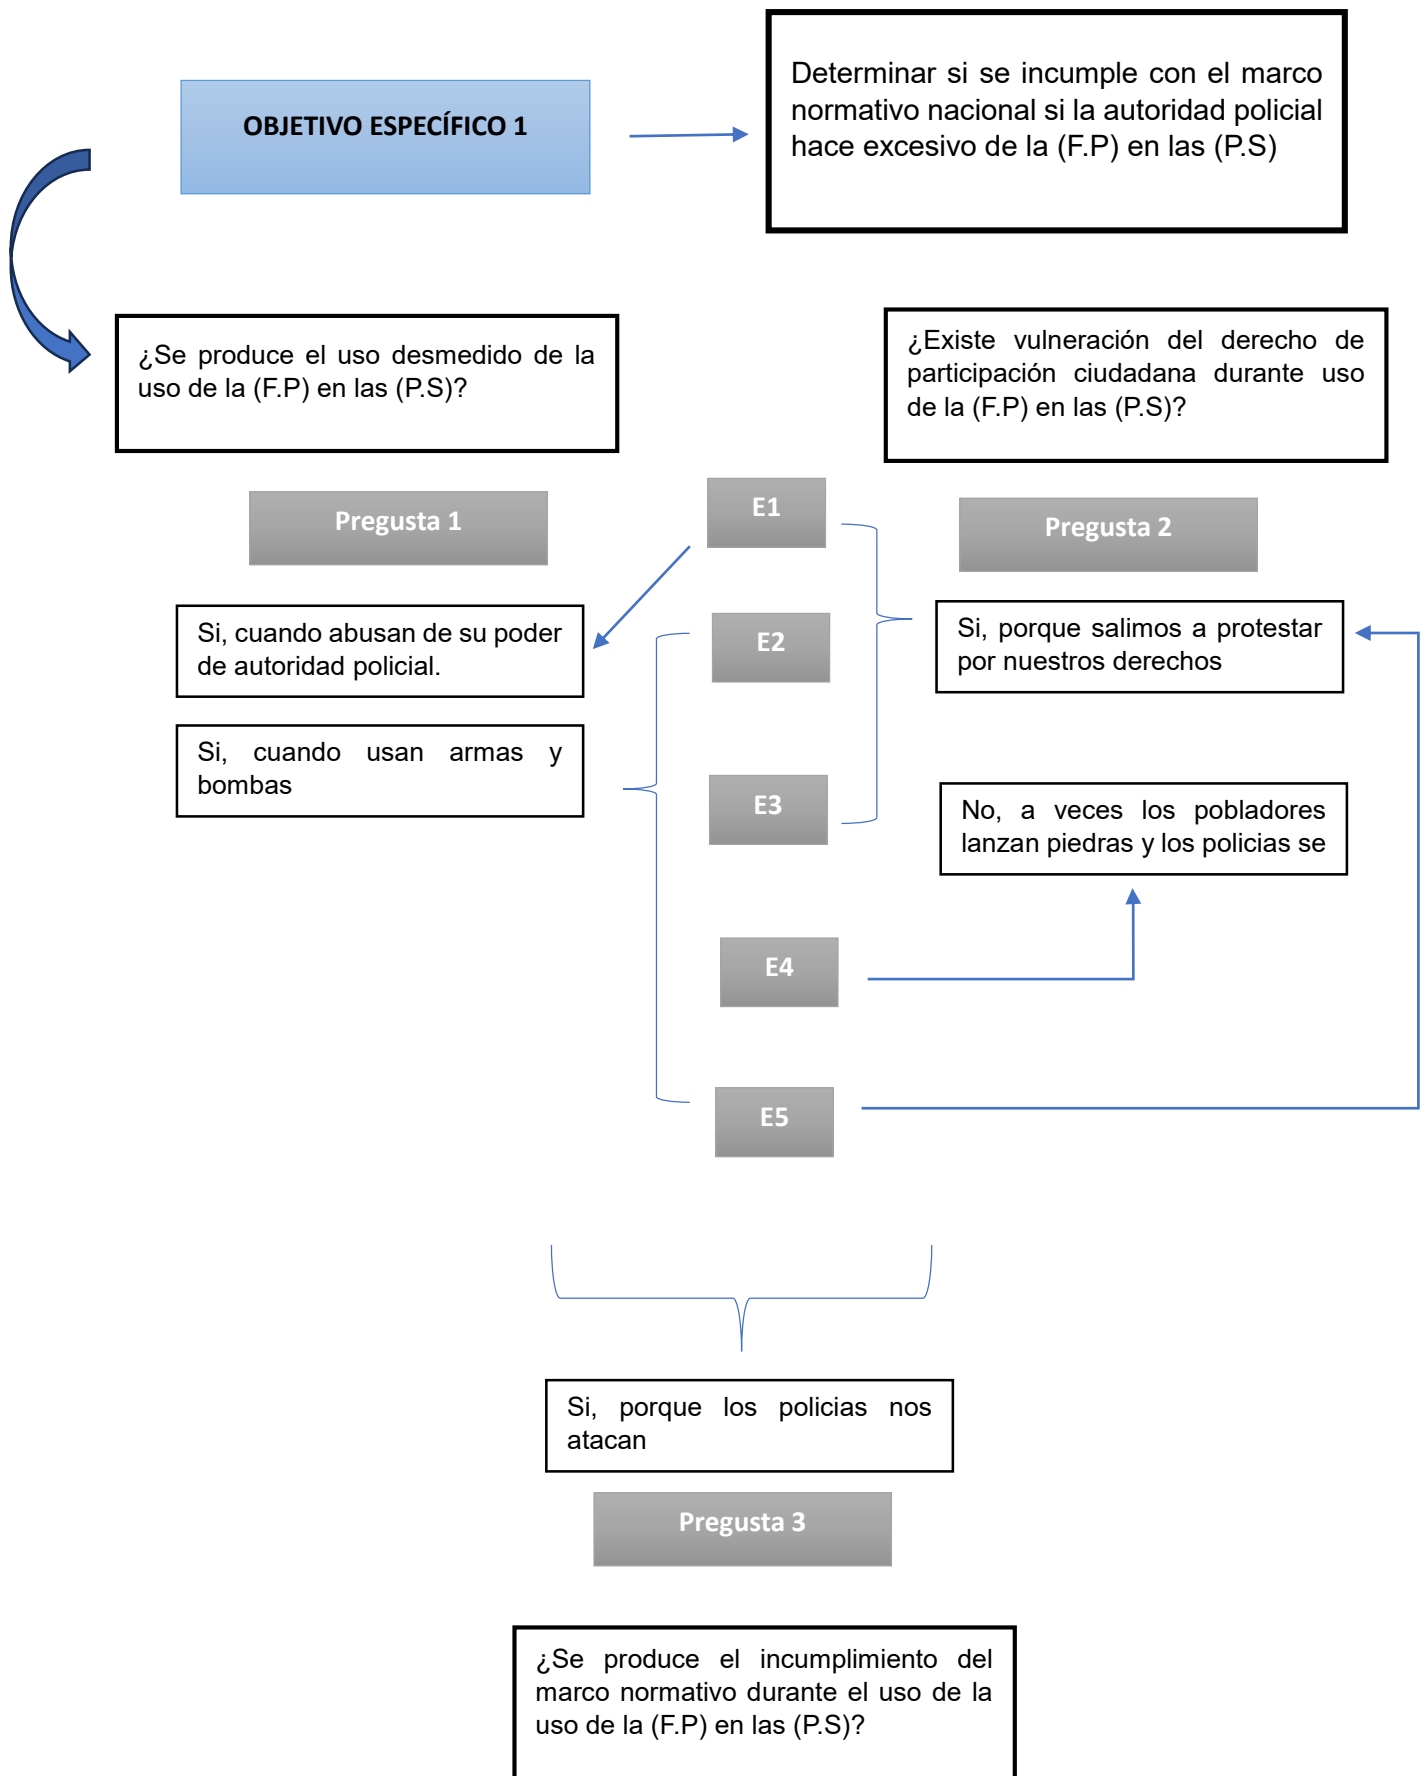 OBJETIVO ESPECÍFICO 1
Determinar si se incumple con el marco
normativo nacional si la autoridad policial
hace excesivo de la (F.P) en las (P.S)
¿Se produce el uso desmedido de la
uso de la (F.P) en las (P.S)?
¿Existe vulneración del derecho de
participación ciudadana durante uso
de la (F.P) en las (P.S)?
Pregusta 1
E1
Pregusta 2
Si, cuando abusan de su poder
de autoridad policial.
E2
Si, porque salimos a protestar
por nuestros derechos
Si, cuando usan armas y
bombas
E3
No, a veces los pobladores
lanzan piedras y los policias se
E4
E5
Si, porque los policias nos
atacan
Pregusta 3
¿Se produce el incumplimiento del
marco normativo durante el uso de la
uso de la (F.P) en las (P.S)?